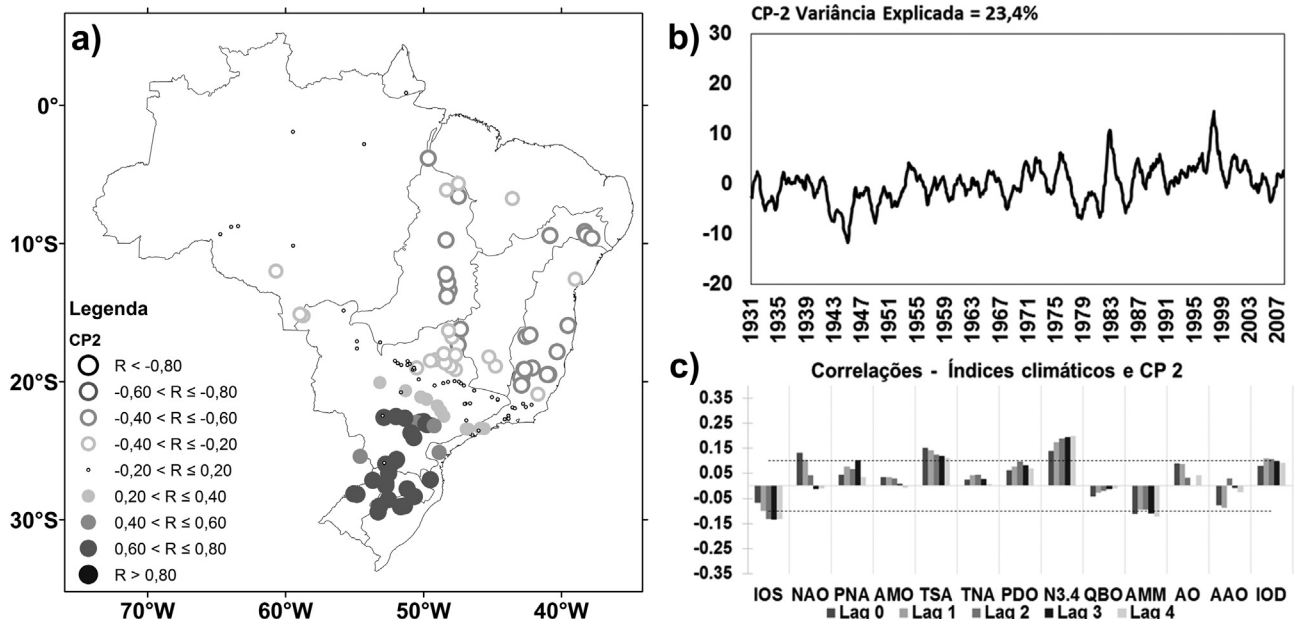 a)
0°
10°S
20°S
30°S
70°W
60°W
50°W
40°W
Legenda
CP2
R < -0,80
-0,60 < R ≤ -0,80
-0,40 < R ≤ -0,60
-0,40 < R ≤ -0,20
-0,20 < R ≤ 0,20
0,20 < R ≤ 0,40
0,40 < R ≤ 0,60
0,60 < R ≤ 0,80
R > 0,80
b)
CP-2 Variância Explicada = 23,4%
30
20
10
0
-10
-20
1931
1935
1939
1943
1947
1951
1955
1959
1963
1967
1971
1975
1979
1983
1987
1991
1995
1999
2003
2007
c)
Correlações - Índices climáticos e CP 2
0.35
0.25
0.15
0.05
-0.05
-0.15
-0.25
-0.35
IOS NAO PNA AMO TSA TNA PDO N3.4 QBO AMM AO AAO IOD
Lag 0 Lag 1 Lag 2 Lag 3 Lag 4